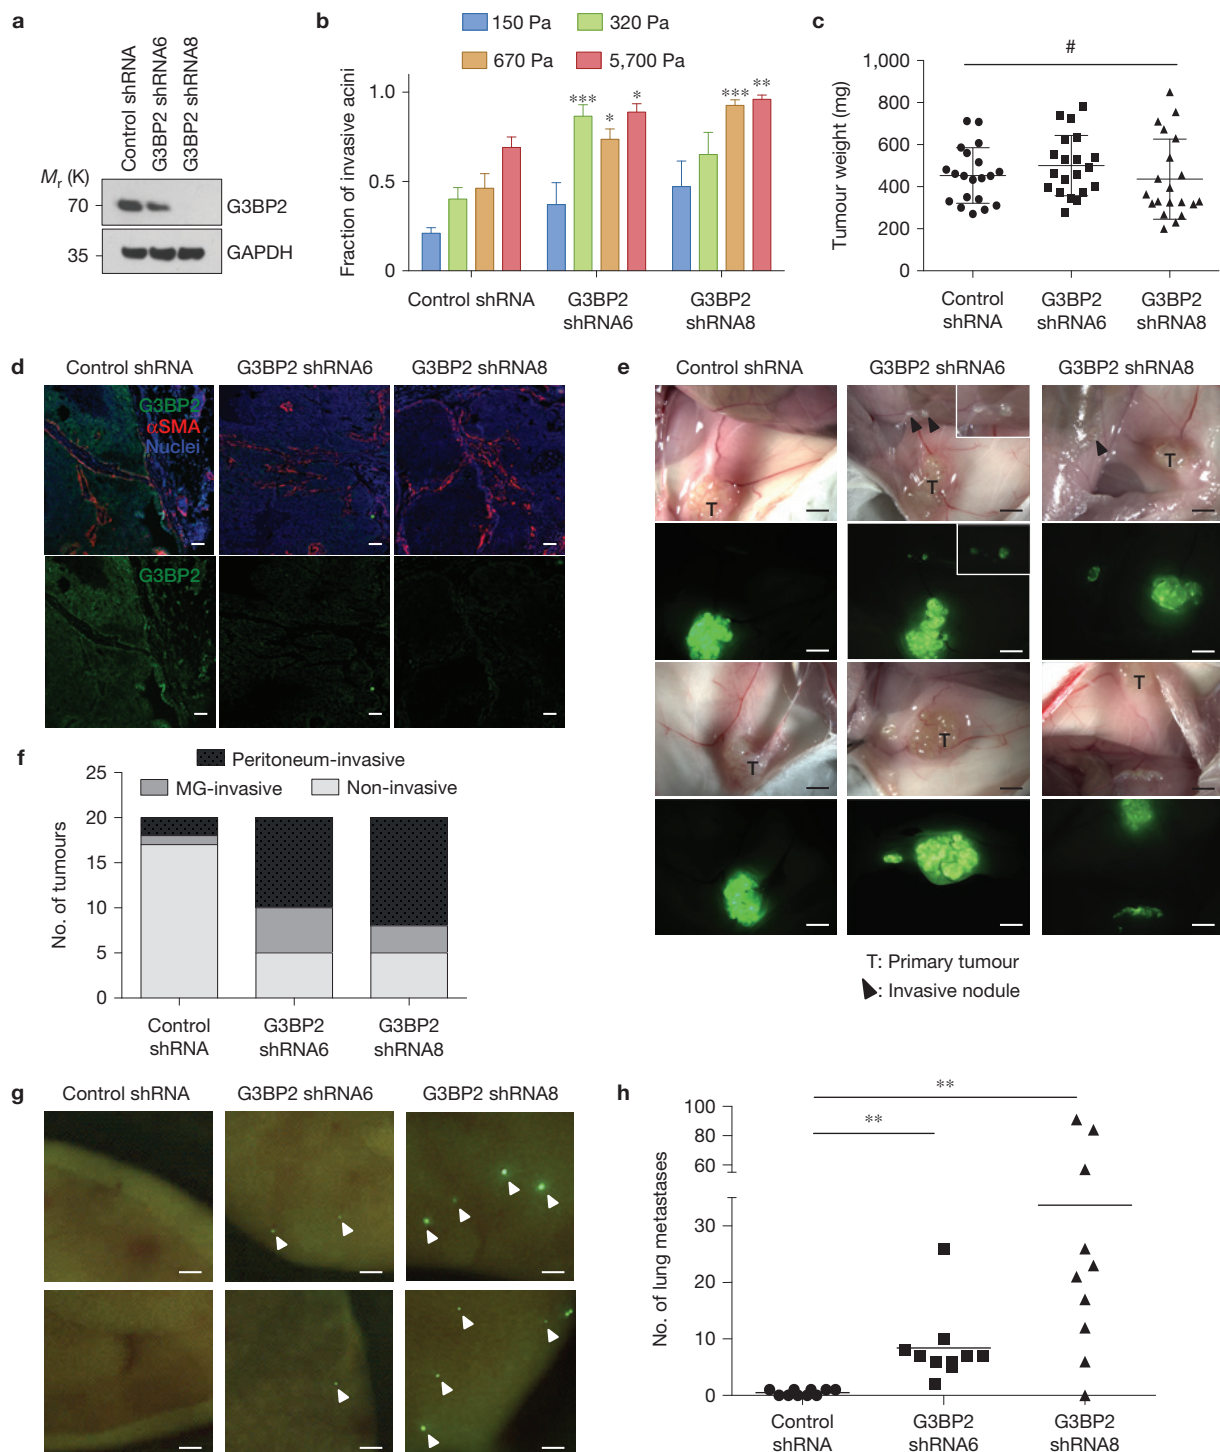 a
Control shRNA
G3BP2 shRNA6
G3BP2 shRNA8
Mr (K)
70
G3BP2
35
GAPDH
b
150 Pa
320 Pa
670 Pa
5,700 Pa
Fraction of invasive acini
1.0
0.5
0
***
*
*
***
**
Control shRNA
G3BP2
shRNA6
G3BP2
shRNA8
c
#
Tumour weight (mg)
1,000
800
600
400
200
0
Control
shRNA
G3BP2
shRNA6
G3BP2
shRNA8
d
Control shRNA
G3BP2 shRNA6
G3BP2 shRNA8
G3BP2
αSMA
Nuclei
G3BP2
e
Control shRNA
G3BP2 shRNA6
G3BP2 shRNA8
T
T
T
T
T
T
T: Primary tumour
: Invasive nodule
f
Peritoneum-invasive
MG-invasive
Non-invasive
No. of tumours
25
20
15
10
5
0
Control
shRNA
G3BP2
shRNA6
G3BP2
shRNA8
g
Control shRNA
G3BP2 shRNA6
G3BP2 shRNA8
h
**
**
No. of lung metastases
100
80
60
30
20
10
0
Control
shRNA
G3BP2
shRNA6
G3BP2
shRNA8